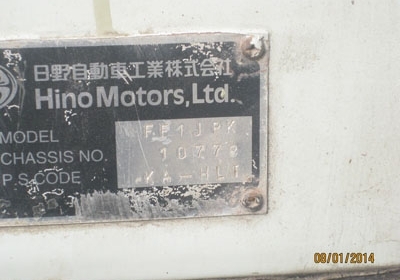 日野自動車工業株式会社
Hino Motors, Ltd.
MODEL FF1JPK
CHASSIS NO. 10773
P.S.CODE
08/01/2014